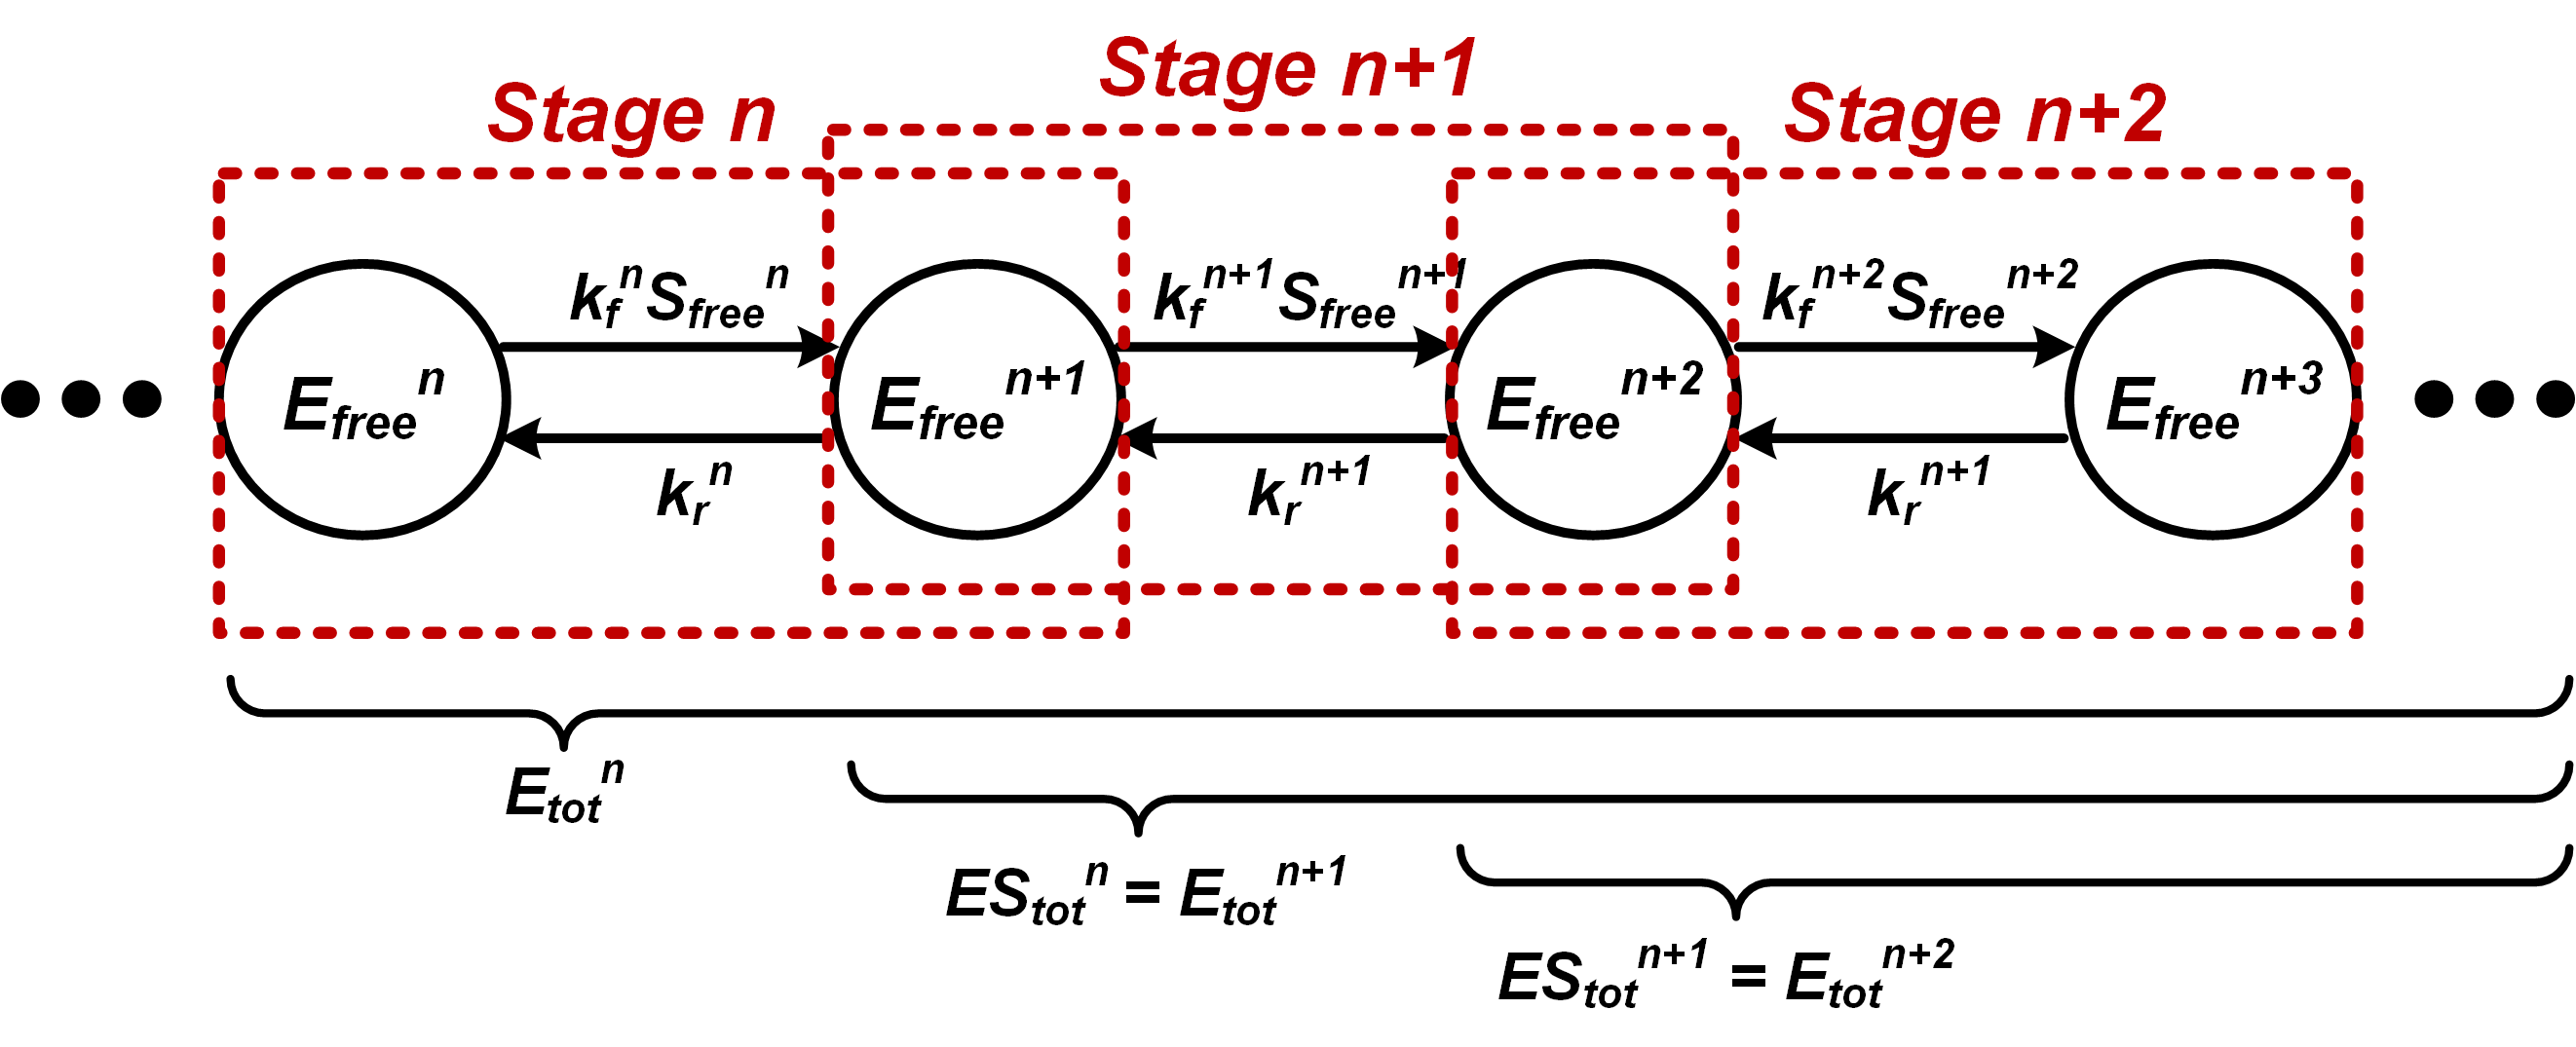 Stage n
Stage n+1
Stage n+2
k_f^n S_free^n
k_f^{n+1} S_free^{n+1}
k_f^{n+2} S_free^{n+2}
E_free^n
E_free^{n+1}
E_free^{n+2}
E_free^{n+3}
k_r^n
k_r^{n+1}
k_r^{n+1}
E_tot^n
ES_tot^n = E_tot^{n+1}
ES_tot^{n+1} = E_tot^{n+2}